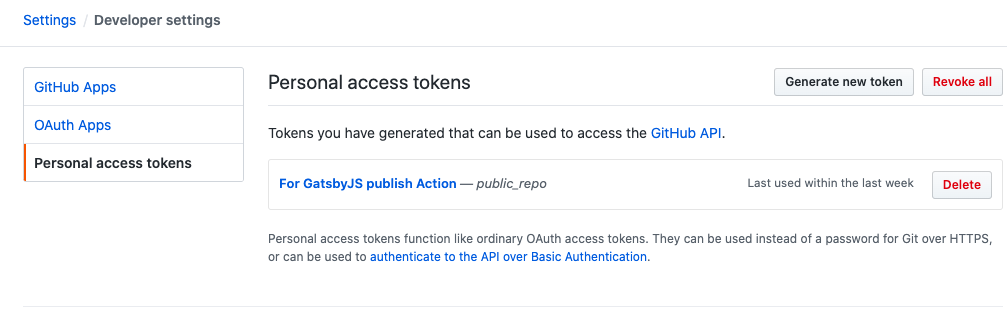 Settings / Developer settings
GitHub Apps
OAuth Apps
Personal access tokens
Personal access tokens
Generate new token
Revoke all
Tokens you have generated that can be used to access the GitHub API.
For GatsbyJS publish Action — public_repo
Last used within the last week
Delete
Personal access tokens function like ordinary OAuth access tokens. They can be used instead of a password for Git over HTTPS,
or can be used to authenticate to the API over Basic Authentication.